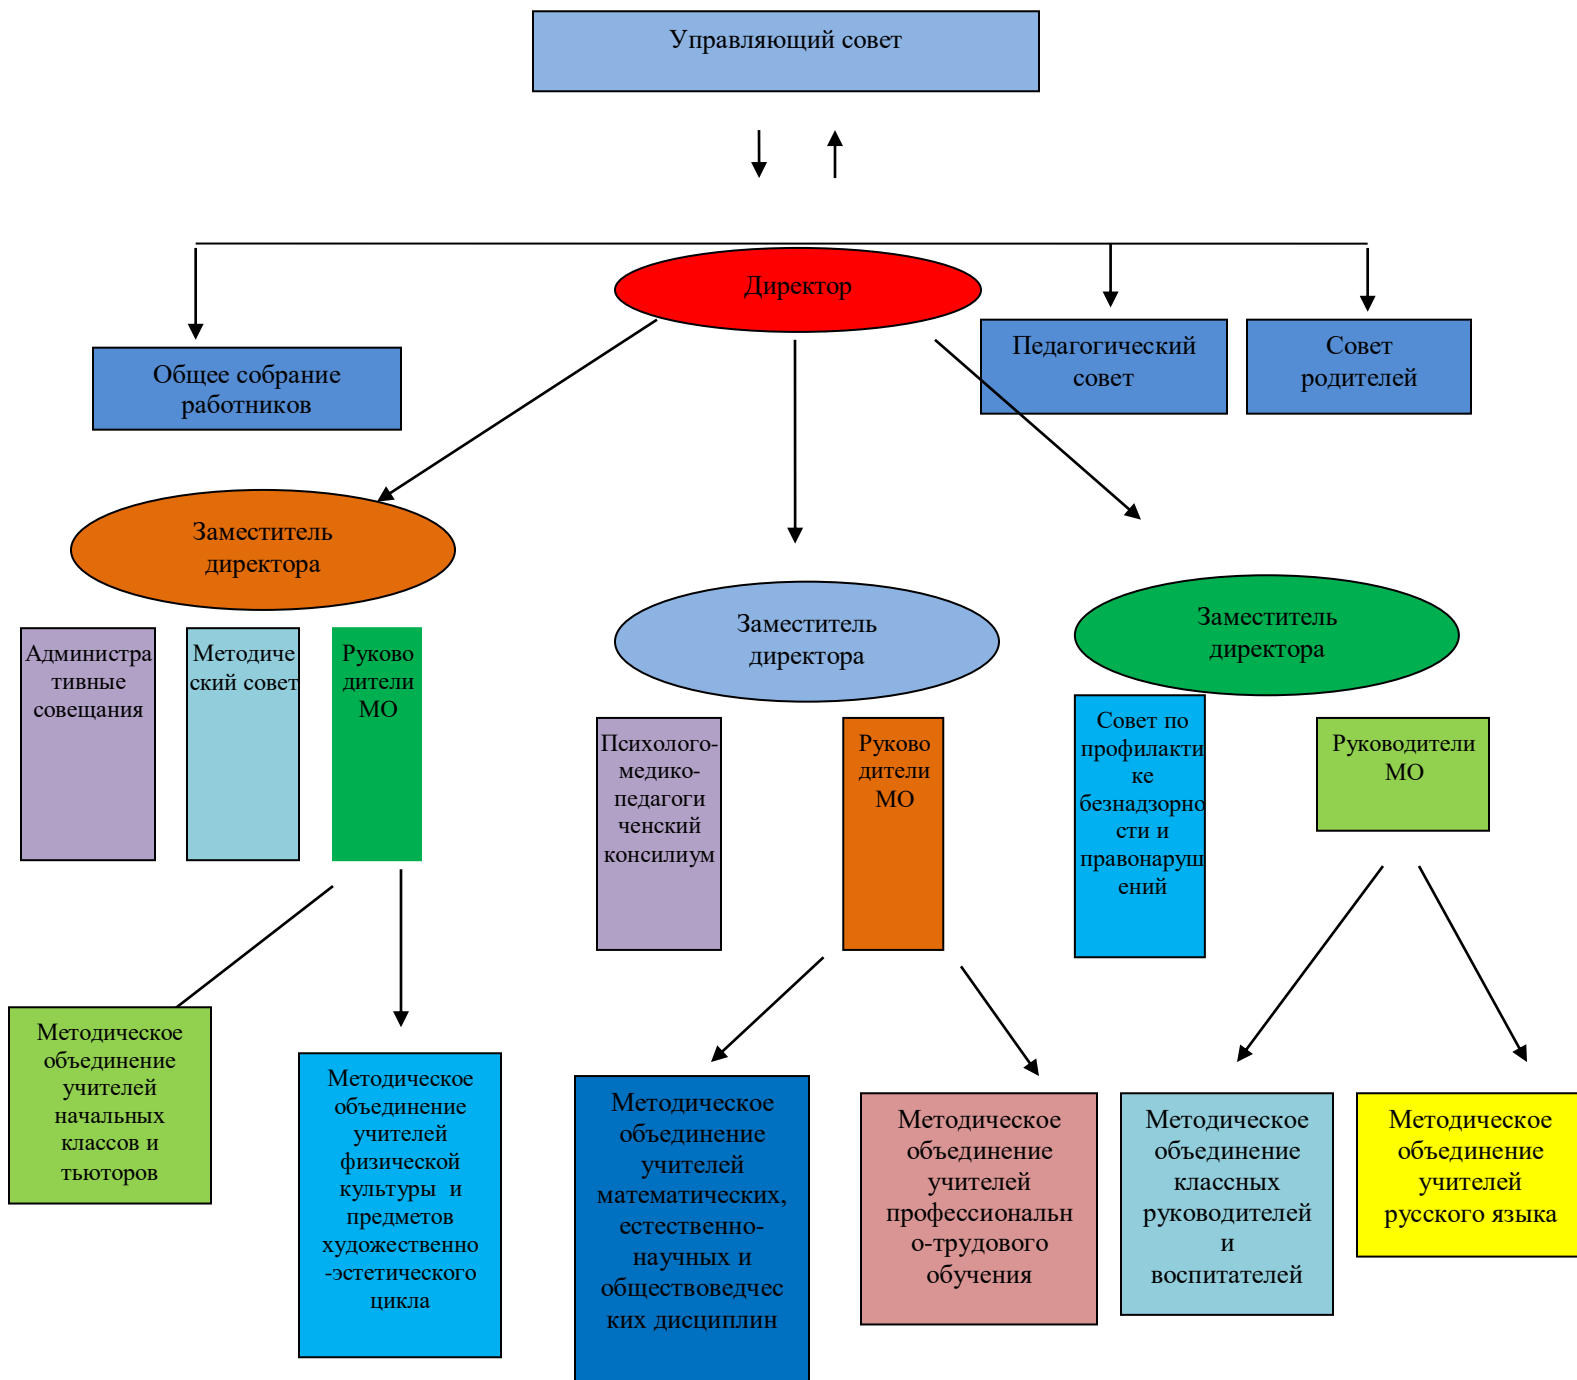 Управляющий совет
Директор
Общее собрание
работников
Педагогический
совет
Совет
родителей
Заместитель
директора
Заместитель
директора
Заместитель
директора
Администра
тивные
совещания
Методиче
ский совет
Руково
дители
МО
Психолого-
медико-
педагоги
ченский
консилиум
Руково
дители
МО
Совет по
профилакти
ке
безнадзорно
сти и
правонаруш
ений
Руководители
МО
Методическое
объединение
учителей
начальных
классов и
тьюторов
Методическое
объединение
учителей
физической
культуры и
предметов
художественно
-эстетического
цикла
Методическое
объединение
учителей
математических,
естественно-
научных и
обществоведчес
ких дисциплин
Методическое
объединение
учителей
профессиональн
о-трудового
обучения
Методическое
объединение
классных
руководителей
и
воспитателей
Методическое
объединение
учителей
русского языка